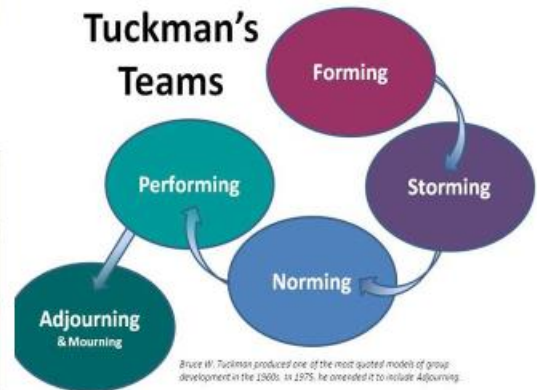 Tuckman's
Teams
Forming
Storming
Norming
Performing
Adjourning
& Mourning
Bruce W. Tuckman produced one of the most quoted models of group
development in the 1960s. In 1975, he amended it to include Adjourning.